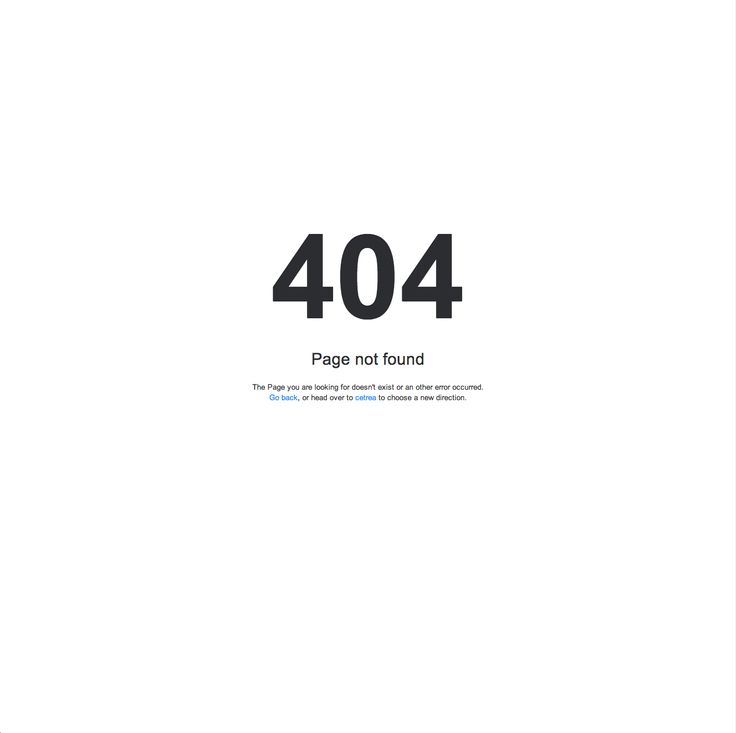 404
Page not found
The Page you are looking for doesn't exist or an other error occurred.
Go back, or head over to cetrea to choose a new direction.